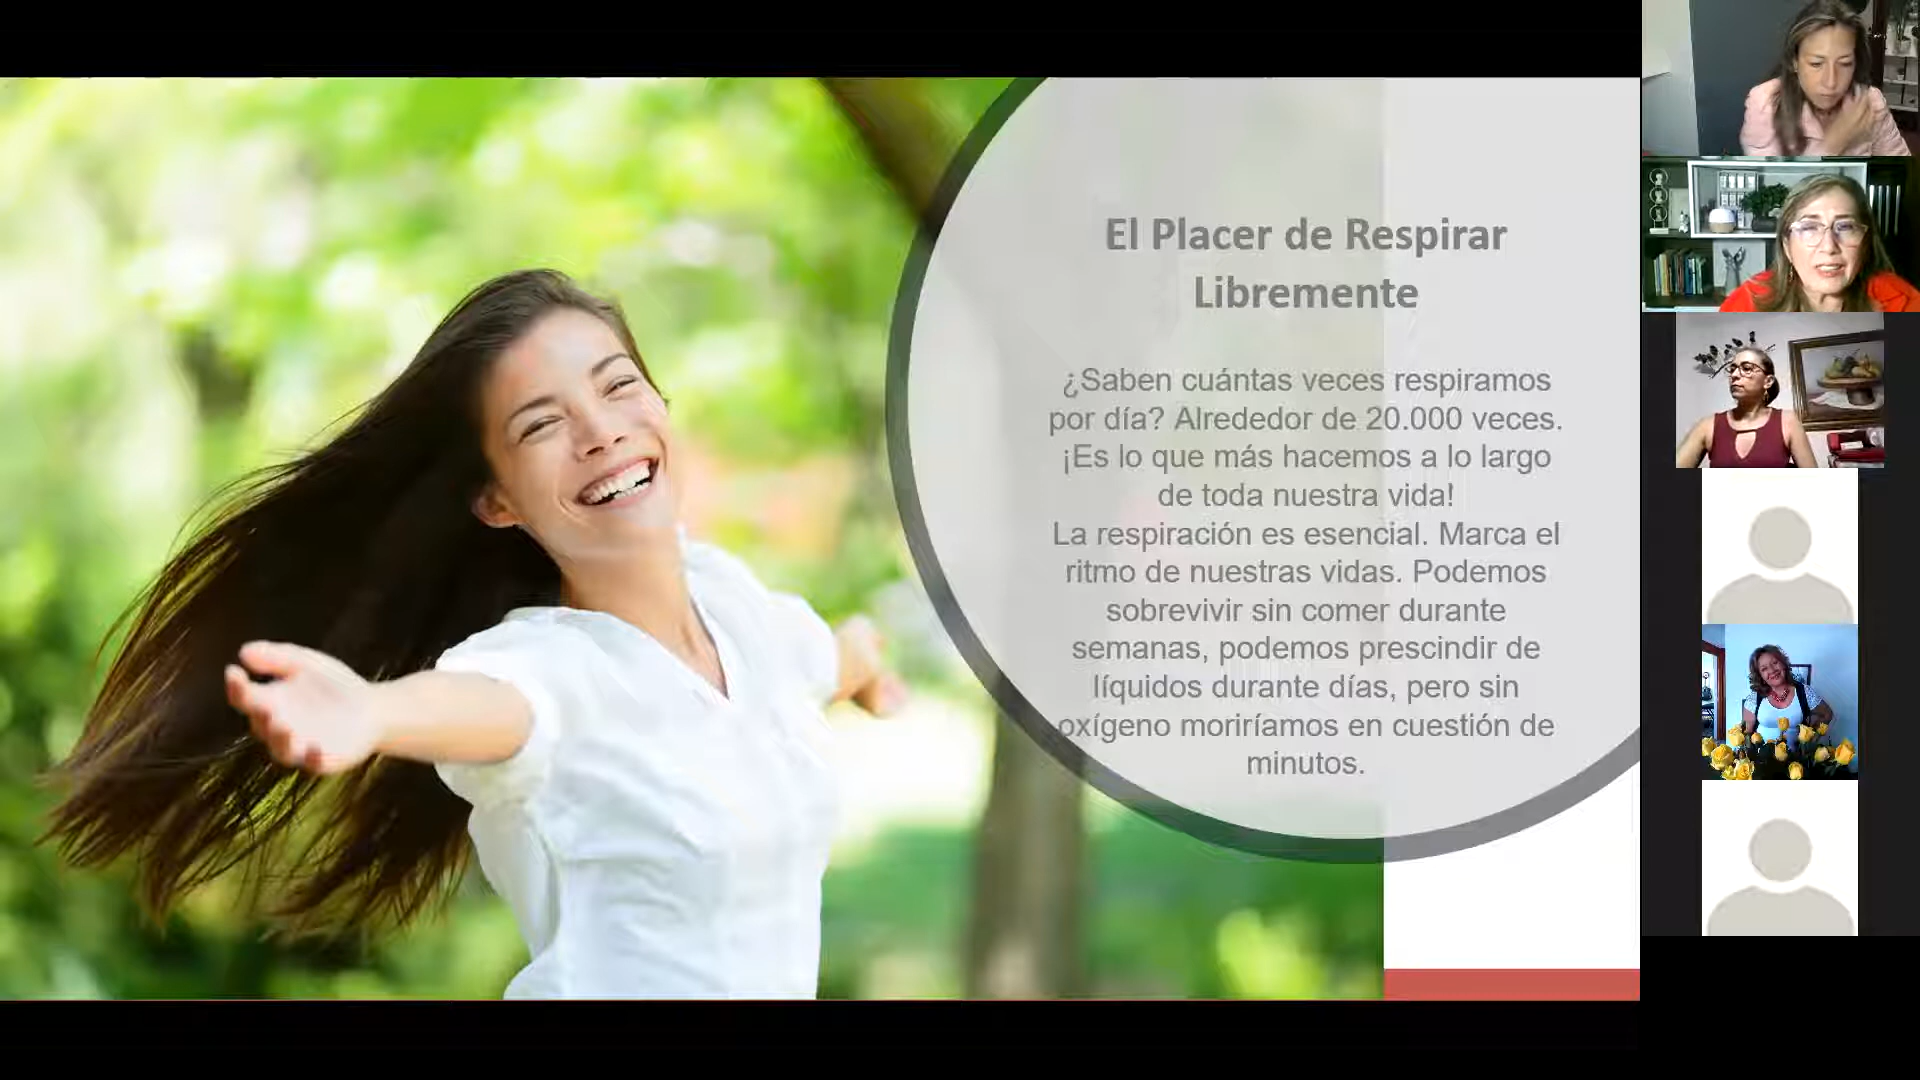 El Placer de Respirar
Libremente
¿Saben cuántas veces respiramos
por día? Alrededor de 20.000 veces.
¡Es lo que más hacemos a lo largo
de toda nuestra vida!
La respiración es esencial. Marca el
ritmo de nuestras vidas. Podemos
sobrevivir sin comer durante
semanas, podemos prescindir de
líquidos durante días, pero sin
oxígeno moriríamos en cuestión de
minutos.